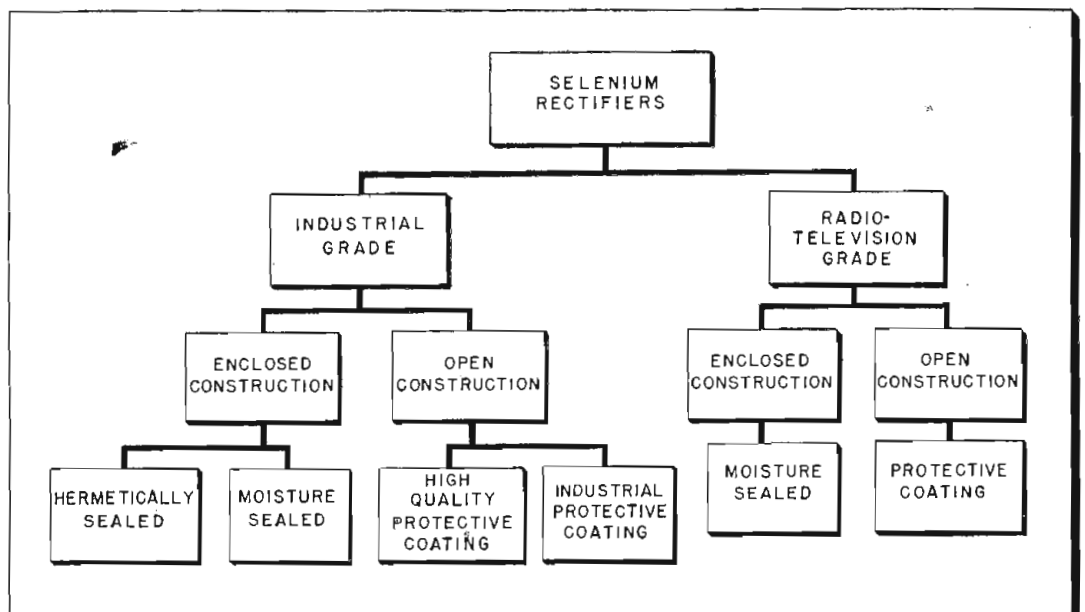 SELENIUM
RECTIFIERS
INDUSTRIAL
GRADE
RADIO-
TELEVISION
GRADE
ENCLOSED
CONSTRUCTION
OPEN
CONSTRUCTION
ENCLOSED
CONSTRUCTION
OPEN
CONSTRUCTION
HERMETICALLY
SEALED
MOISTURE
SEALED
HIGH
QUALITY
PROTECTIVE
COATING
INDUSTRIAL
PROTECTIVE
COATING
MOISTURE
SEALED
PROTECTIVE
COATING